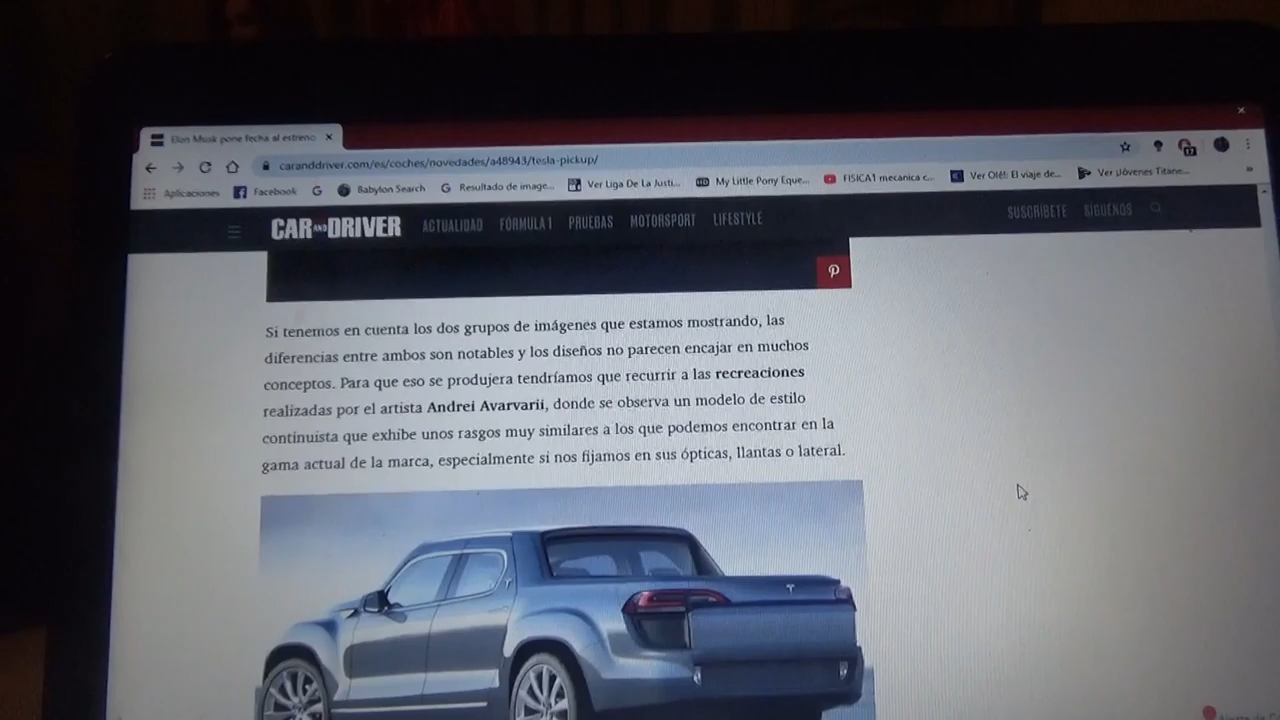 Elon Musk pone fecha al estreno
caranddriver.com/es/coches/novedades/a48943/tesla-pickup/
Aplicaciones Facebook Babylon Search Resultado de image... Ver Liga De La Justi... My Little Pony Eque... FISICA1 mecanica c... Ver Olé!: El viaje de... Ver ¡Jóvenes Titane...
CAR AND DRIVER ACTUALIDAD FÓRMULA 1 PRUEBAS MOTORSPORT LIFESTYLE SUSCRÍBETE SÍGUENOS
Si tenemos en cuenta los dos grupos de imágenes que estamos mostrando, las
diferencias entre ambos son notables y los diseños no parecen encajar en muchos
conceptos. Para que eso se produjera tendríamos que recurrir a las recreaciones
realizadas por el artista Andrei Avarvarii, donde se observa un modelo de estilo
continuista que exhibe unos rasgos muy similares a los que podemos encontrar en la
gama actual de la marca, especialmente si nos fijamos en sus ópticas, llantas o lateral.